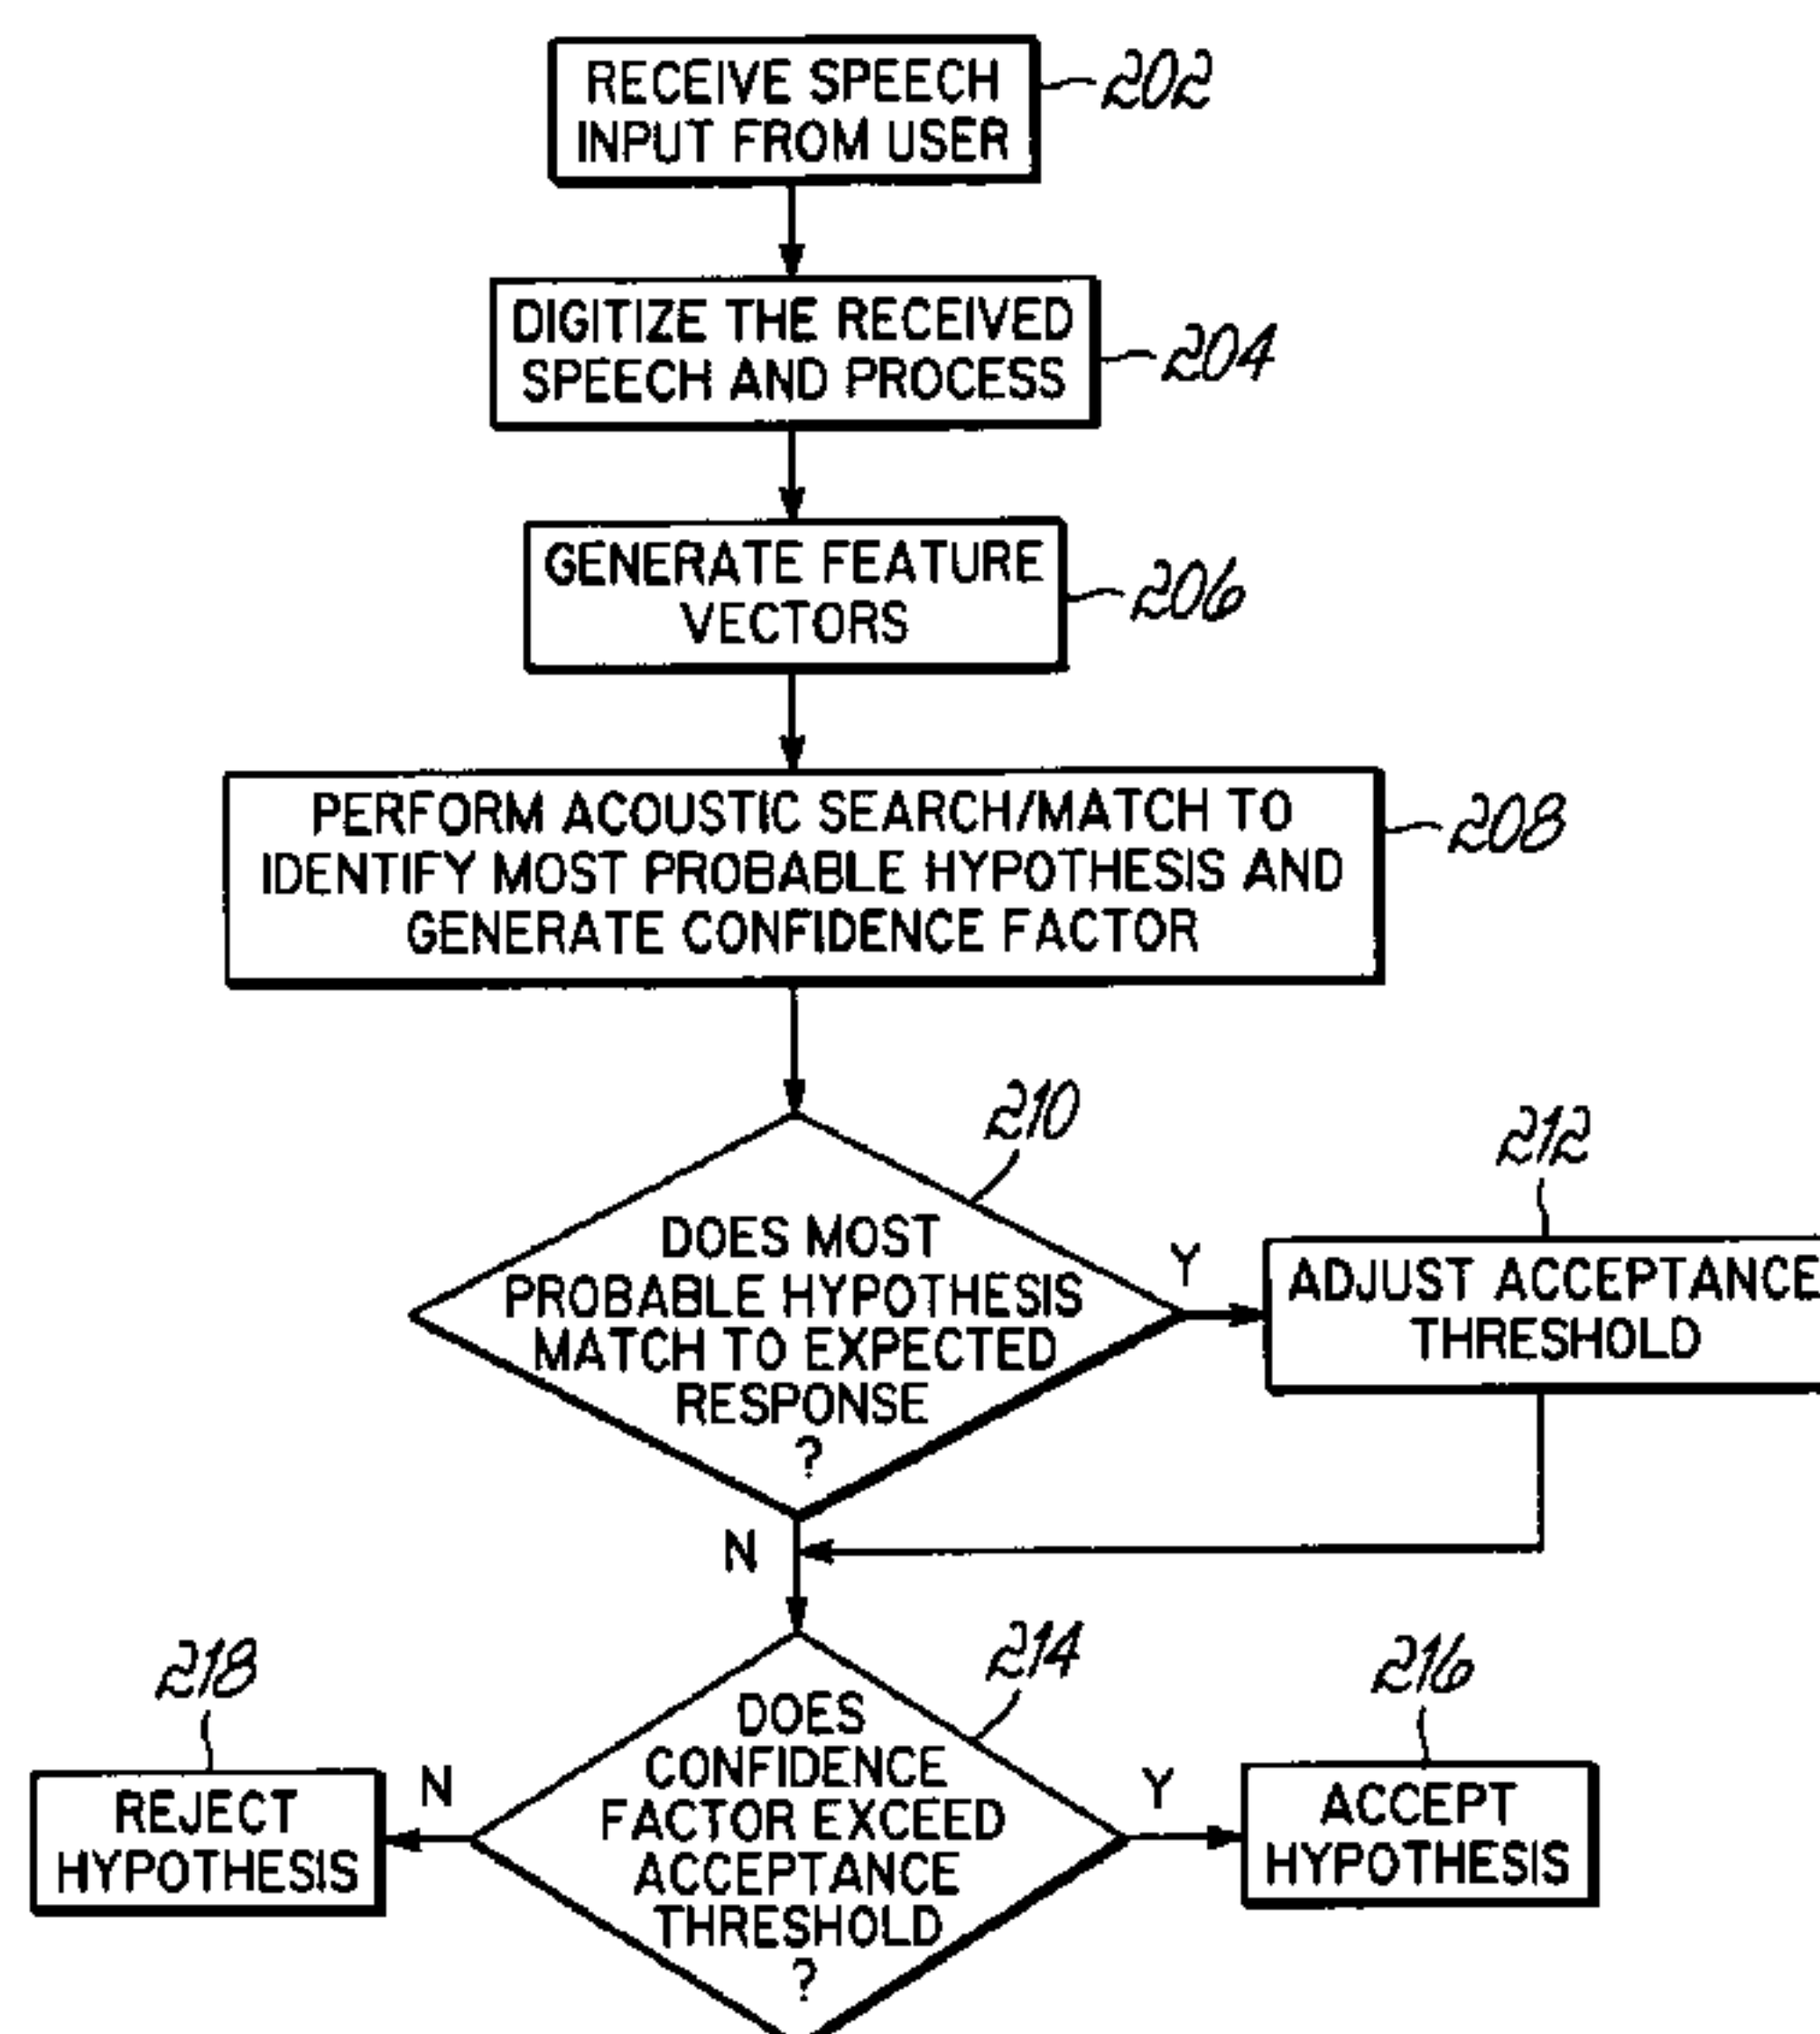 RECEIVE SPEECH
INPUT FROM USER
202
DIGITIZE THE RECEIVED
SPEECH AND PROCESS
204
GENERATE FEATURE
VECTORS
206
PERFORM ACOUSTIC SEARCH/MATCH TO
IDENTIFY MOST PROBABLE HYPOTHESIS AND
GENERATE CONFIDENCE FACTOR
208
210
DOES MOST
PROBABLE HYPOTHESIS
MATCH TO EXPECTED
RESPONSE
?
Y
212
ADJUST ACCEPTANCE
THRESHOLD
N
214
DOES
CONFIDENCE
FACTOR EXCEED
ACCEPTANCE
THRESHOLD
?
N
218
REJECT
HYPOTHESIS
Y
216
ACCEPT
HYPOTHESIS